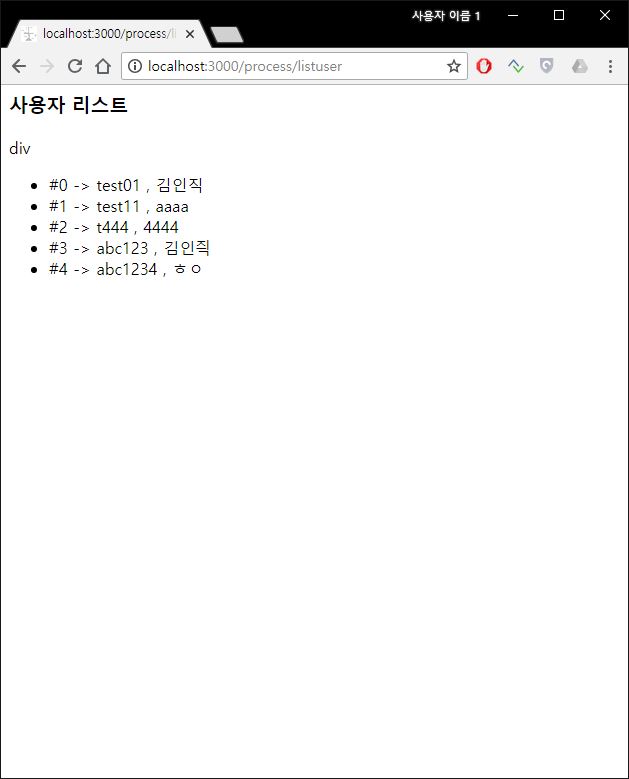 사용자 이름 1
localhost:3000/process/li
localhost:3000/process/listuser
사용자 리스트
div
#0 -> test01 , 김인직
#1 -> test11 , aaaa
#2 -> t444 , 4444
#3 -> abc123 , 김인직
#4 -> abc1234 , ㅎㅇ